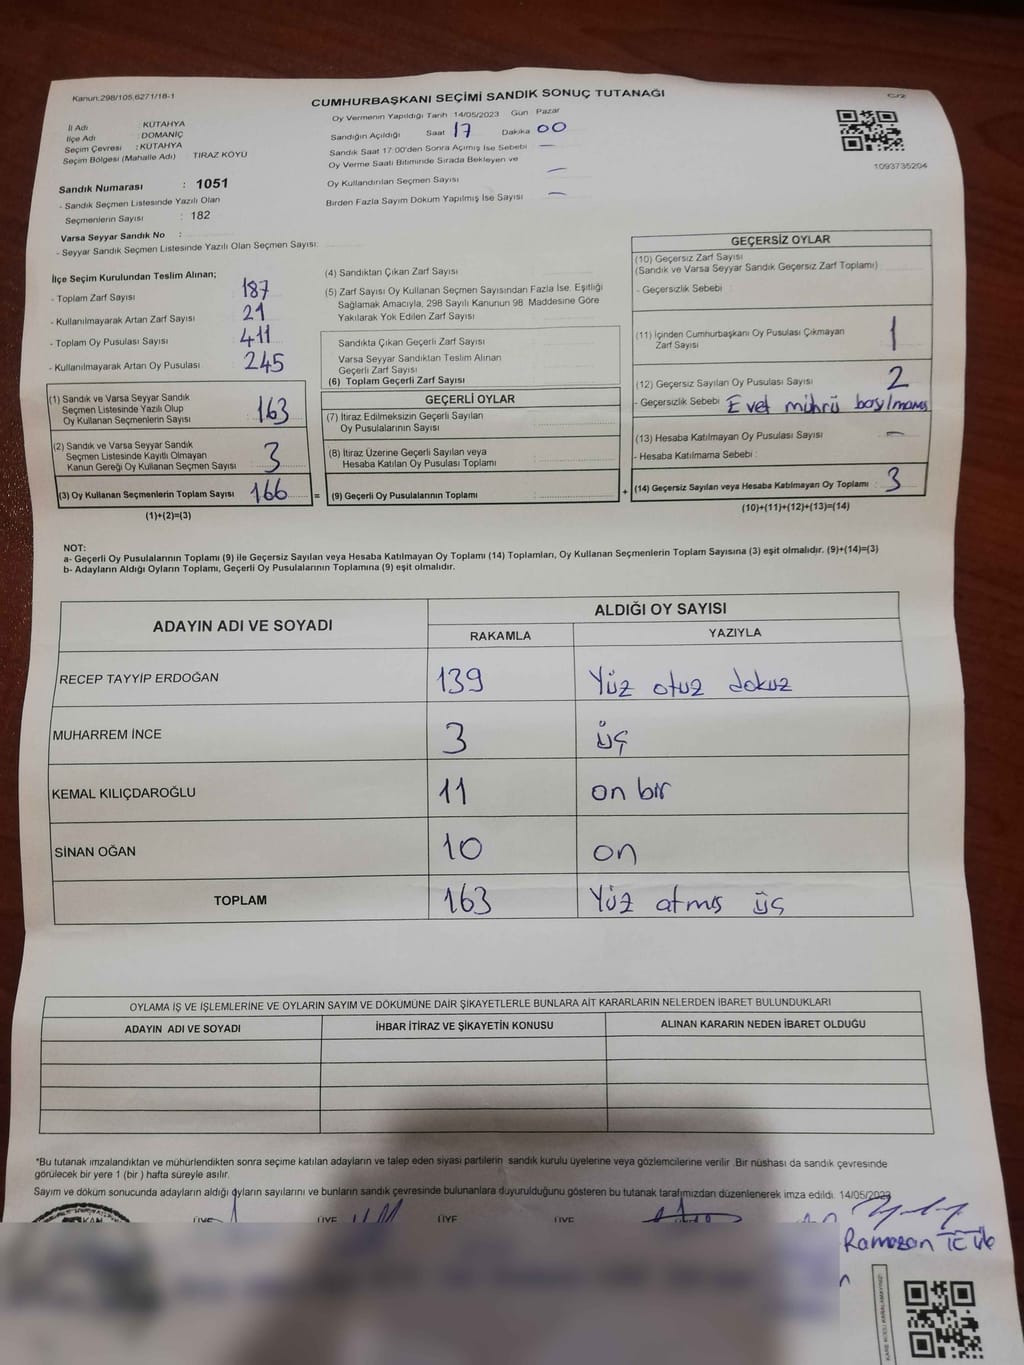 Kanun:298/105,6271/18-1
CUMHURBAŞKANI SEÇİMİ SANDIK SONUÇ TUTANAĞI
C/2
İl Adı : KÜTAHYA
İlçe Adı : DOMANİÇ
Seçim Çevresi : KÜTAHYA
Seçim Bölgesi (Mahalle Adı) TIRAZ KÖYÜ
Sandık Numarası : 1051
- Sandık Seçmen Listesinde Yazılı Olan
Seçmenlerin Sayısı : 182
Varsa Seyyar Sandık No :
- Seyyar Sandık Seçmen Listesinde Yazılı Olan Seçmen Sayısı:
Oy Vermenin Yapıldığı Tarih 14/05/2023 Gün Pazar
Sandığın Açıldığı Saat 17 Dakika 00
Sandık Saat 17:00'den Sonra Açmış İse Sebebi —
Oy Verme Saati Bitiminde Sırada Bekleyen ve
Oy Kullandırılan Seçmen Sayısı —
Birden Fazla Sayım Döküm Yapılmış İse Sayısı —
1093735204
İlçe Seçim Kurulundan Teslim Alınan;
- Toplam Zarf Sayısı 187
- Kullanılmayarak Artan Zarf Sayısı 21
- Toplam Oy Pusulası Sayısı 411
- Kullanılmayarak Artan Oy Pusulası 245
(1) Sandık ve Varsa Seyyar Sandık
Seçmen Listesinde Yazılı Olup
Oy Kullanan Seçmenlerin Sayısı 163
(2) Sandık ve Varsa Seyyar Sandık
Seçmen Listesinde Kayıtlı Olmayan
Kanun Gereği Oy Kullanan Seçmen Sayısı 3
(3) Oy Kullanan Seçmenlerin Toplam Sayısı 166 =
(1)+(2)=(3)
(4) Sandıktan Çıkan Zarf Sayısı
(5) Zarf Sayısı Oy Kullanan Seçmen Sayısından Fazla İse, Eşitliği
Sağlamak Amacıyla, 298 Sayılı Kanunun 98. Maddesine Göre
Yakılarak Yok Edilen Zarf Sayısı
Sandıkta Çıkan Geçerli Zarf Sayısı
Varsa Seyyar Sandıktan Teslim Alınan
Geçerli Zarf Sayısı
(6) Toplam Geçerli Zarf Sayısı
GEÇERLİ OYLAR
(7) İtiraz Edilmeksizin Geçerli Sayılan
Oy Pusulalarının Sayısı
(8) İtiraz Üzerine Geçerli Sayılan veya
Hesaba Katılan Oy Pusulası Toplamı
(9) Geçerli Oy Pusulalarının Toplamı +
GEÇERSİZ OYLAR
(10) Geçersiz Zarf Sayısı
(Sandık ve Varsa Seyyar Sandık Geçersiz Zarf Toplamı)
- Geçersizlik Sebebi :
(11) İçinden Cumhurbaşkanı Oy Pusulası Çıkmayan
Zarf Sayısı 1
(12) Geçersiz Sayılan Oy Pusulası Sayısı 2
- Geçersizlik Sebebi : Evet mührü basılmamış
(13) Hesaba Katılmayan Oy Pusulası Sayısı —
- Hesaba Katılmama Sebebi :
(14) Geçersiz Sayılan veya Hesaba Katılmayan Oy Toplamı : 3
(10)+(11)+(12)+(13)=(14)
NOT:
a- Geçerli Oy Pusulalarının Toplamı (9) ile Geçersiz Sayılan veya Hesaba Katılmayan Oy Toplamı (14) Toplamları, Oy Kullanan Seçmenlerin Toplam Sayısına (3) eşit olmalıdır. (9)+(14)=(3)
b- Adayların Aldığı Oyların Toplamı, Geçerli Oy Pusulalarının Toplamına (9) eşit olmalıdır.
ADAYIN ADI VE SOYADI
ALDIĞI OY SAYISI
RAKAMLA YAZIYLA
RECEP TAYYİP ERDOĞAN 139 Yüz otuz dokuz
MUHARREM İNCE 3 üç
KEMAL KILIÇDAROĞLU 11 on bir
SİNAN OĞAN 10 on
TOPLAM 163 Yüz atmış üç
OYLAMA İŞ VE İŞLEMLERİNE VE OYLARIN SAYIM VE DÖKÜMÜNE DAİR ŞİKAYETLERLE BUNLARA AİT KARARLARIN NELERDEN İBARET BULUNDUKLARI
ADAYIN ADI VE SOYADI İHBAR İTİRAZ VE ŞİKAYETİN KONUSU ALINAN KARARIN NEDEN İBARET OLDUĞU
*Bu tutanak imzalandıktan ve mühürlendikten sonra seçime katılan adayların ve talep eden siyasi partilerin sandık kurulu üyelerine veya gözlemcilerine verilir .Bir nüshası da sandık çevresinde
görülecek bir yere 1 (bir ) hafta süreyle asılır.
Sayım ve döküm sonucunda adayların aldığı oyların sayılarını ve bunların sandık çevresinde bulunanlara duyurulduğunu gösteren bu tutanak tarafımızdan düzenlenerek imza edildi. 14/05/2023
ÜYE ÜYE ÜYE ÜYE
Ramazan